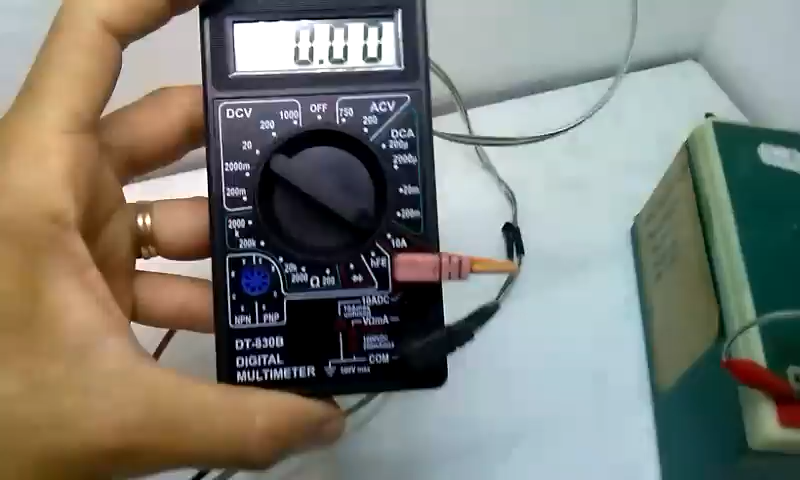 0.00
DCV
1000
OFF
750
ACV
200
200
DCA
20
200µ
2000m
2000µ
200m
20m
200m
2000
10A
200k
hFE
20k
2000
Ω
200
NPN
PNP
10ADC
VΩmA
DT-830B
DIGITAL
MULTIMETER
COM